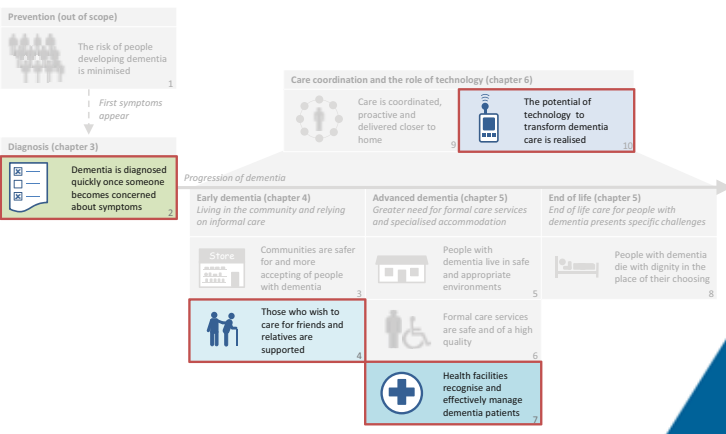 Prevention (out of scope)
The risk of people
developing dementia
is minimised
1
First symptoms
appear
Diagnosis (chapter 3)
Dementia is diagnosed
quickly once someone
becomes concerned
about symptoms
2
Care coordination and the role of technology (chapter 6)
Care is coordinated,
proactive and
delivered closer to
home
9
The potential of
technology to
transform dementia
care is realised
10
Progression of dementia
Early dementia (chapter 4)
Living in the community and relying
on informal care
Store
Communities are safer
for and more
accepting of people
with dementia
3
Those who wish to
care for friends and
relatives are
supported
4
Advanced dementia (chapter 5)
Greater need for formal care services
and specialised accommodation
People with
dementia live in safe
and appropriate
environments
5
Formal care services
are safe and of a high
quality
6
Health facilities
recognise and
effectively manage
dementia patients
7
End of life (chapter 5)
End of life care for people with
dementia presents specific challenges
People with dementia
die with dignity in the
place of their choosing
8